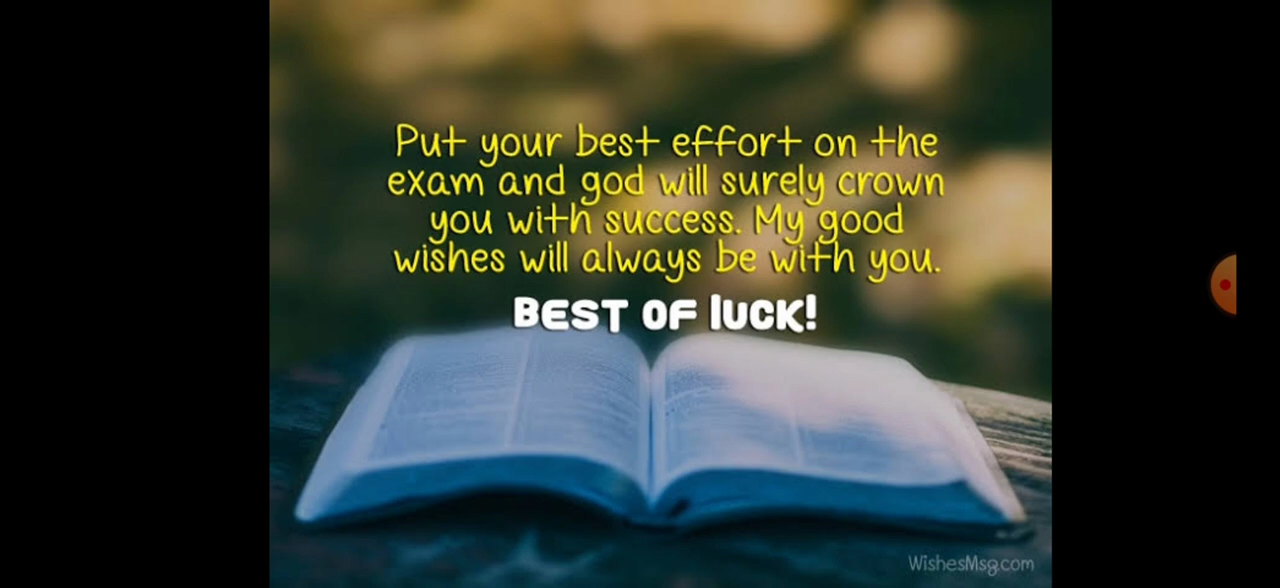 Put your best effort on the
exam and god will surely crown
you with success. My good
wishes will always be with you.
BEST OF luck!
WishesMsg.com